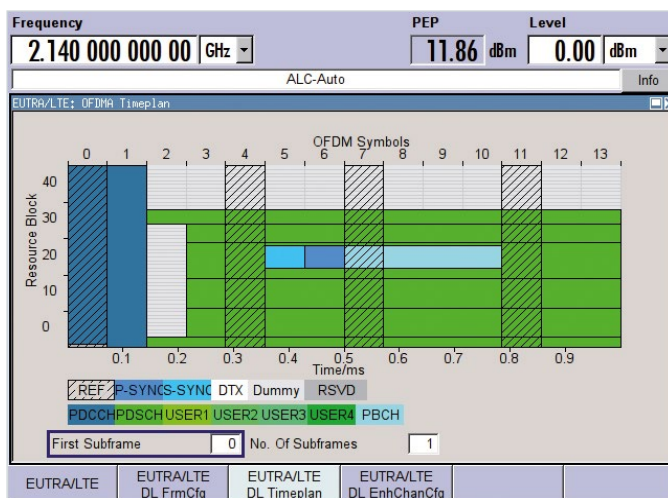 Frequency PEP Level
2.140 000 000 00 GHz 11.86 dBm 0.00 dBm
ALC-Auto Info
EUTRA/LTE: OFDMA Timeplan
OFDM Symbols
0 1 2 3 4 5 6 7 8 9 10 11 12 13
Resource Block
40
30
20
10
0
0.1 0.2 0.3 0.4 0.5 0.6 0.7 0.8 0.9
Time/ms
REF P-SYNC S-SYNC DTX Dummy RSVD
PDCCH PDSCH USER1 USER2 USER3 USER4 PBCH
First Subframe 0 No. Of Subframes 1
EUTRA/LTE EUTRA/LTE EUTRA/LTE EUTRA/LTE
DL FrmCfg DL Timeplan DL EnhChanCfg